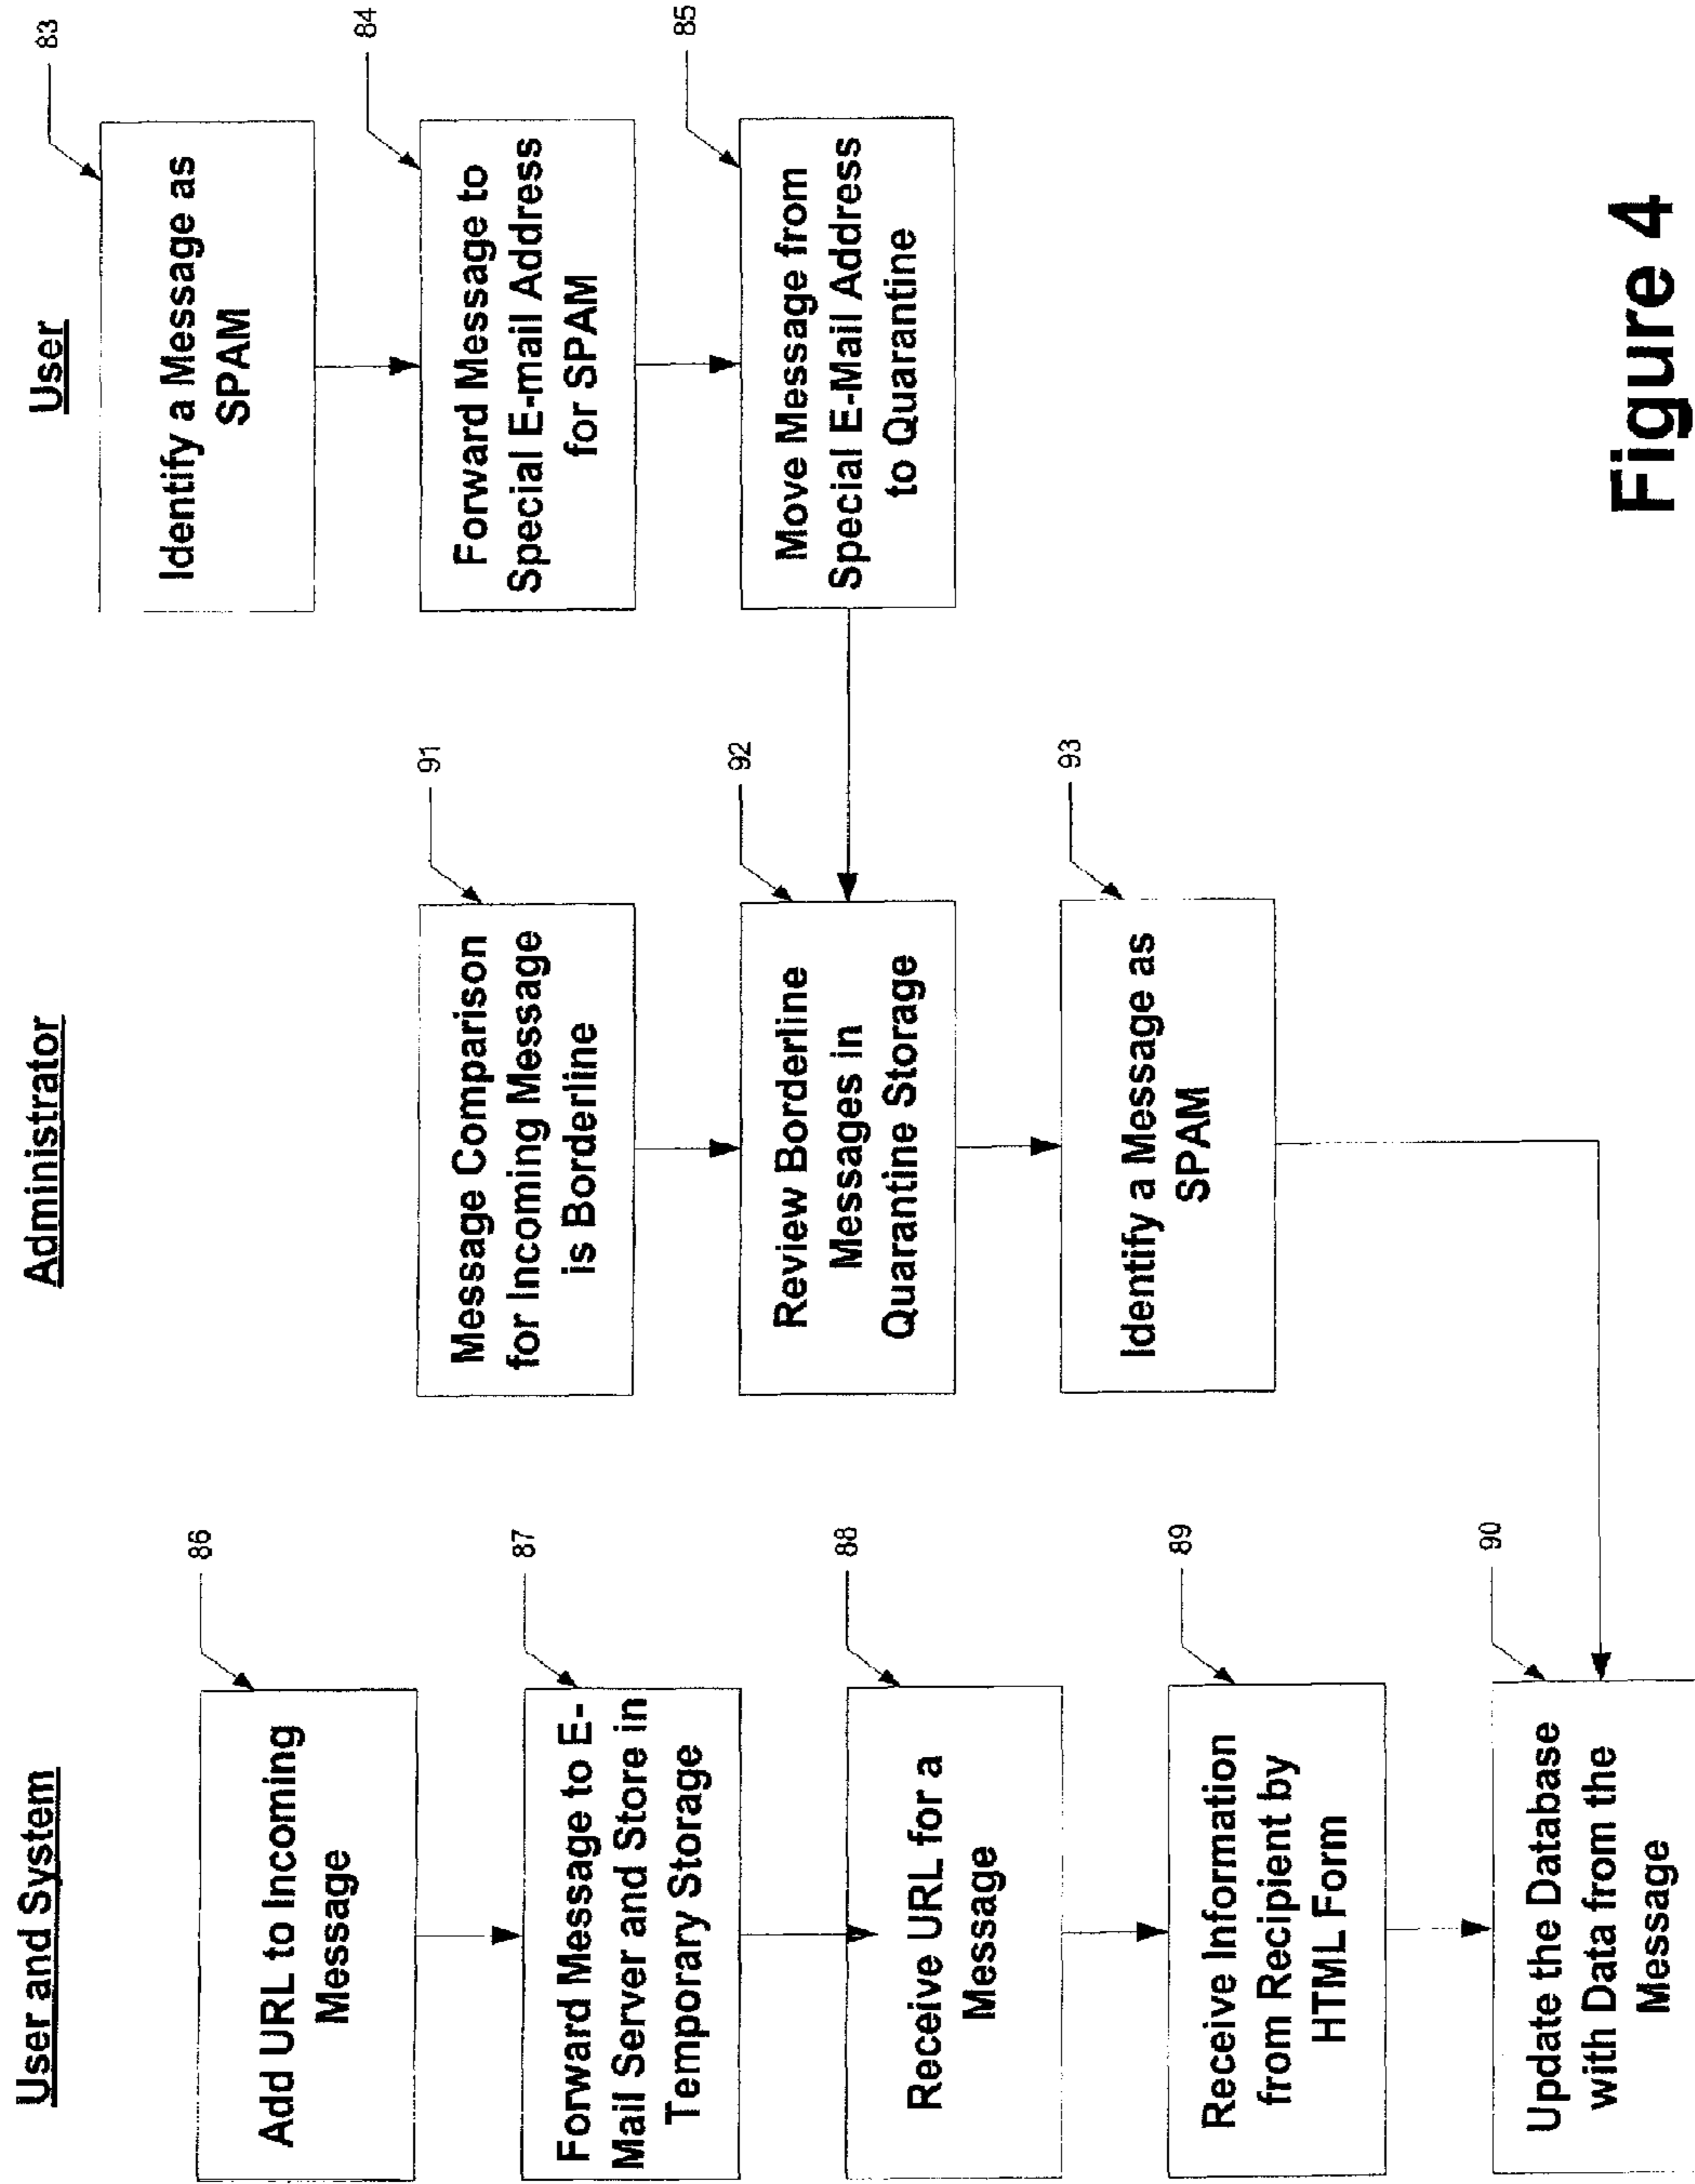 User and System
Administrator
User
86
Add URL to Incoming
Message
87
Forward Message to E-
Mail Server and Store in
Temporary Storage
88
Receive URL for a
Message
89
Receive Information
from Recipient by
HTML Form
90
Update the Database
with Data from the
Message
91
Message Comparison
for Incoming Message
is Borderline
92
Review Borderline
Messages in
Quarantine Storage
93
Identify a Message as
SPAM
83
Identify a Message as
SPAM
84
Forward Message to
Special E-mail Address
for SPAM
85
Move Message from
Special E-Mail Address
to Quarantine
Figure 4